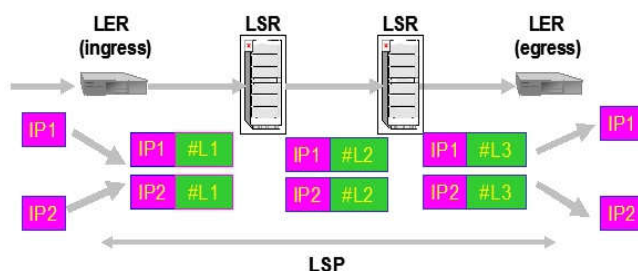 LER
(ingress)
LSR
LSR
LER
(egress)
IP1
IP1 #L1
IP1 #L2
IP1 #L3
IP1
IP2
IP2 #L1
IP2 #L2
IP2 #L3
IP2
LSP